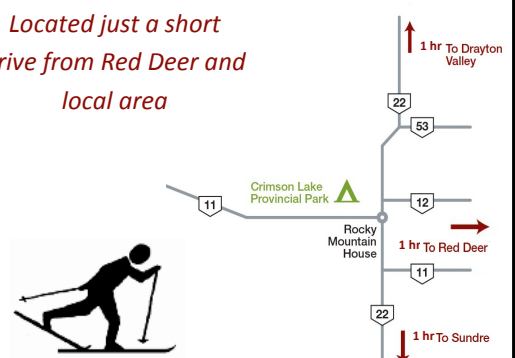 Located just a short
rive from Red Deer and
local area
1 hr To Drayton
Valley
22
53
Crimson Lake
Provincial Park
11
12
Rocky
Mountain
House
1 hr To Red Deer
11
22
1 hr To Sundre